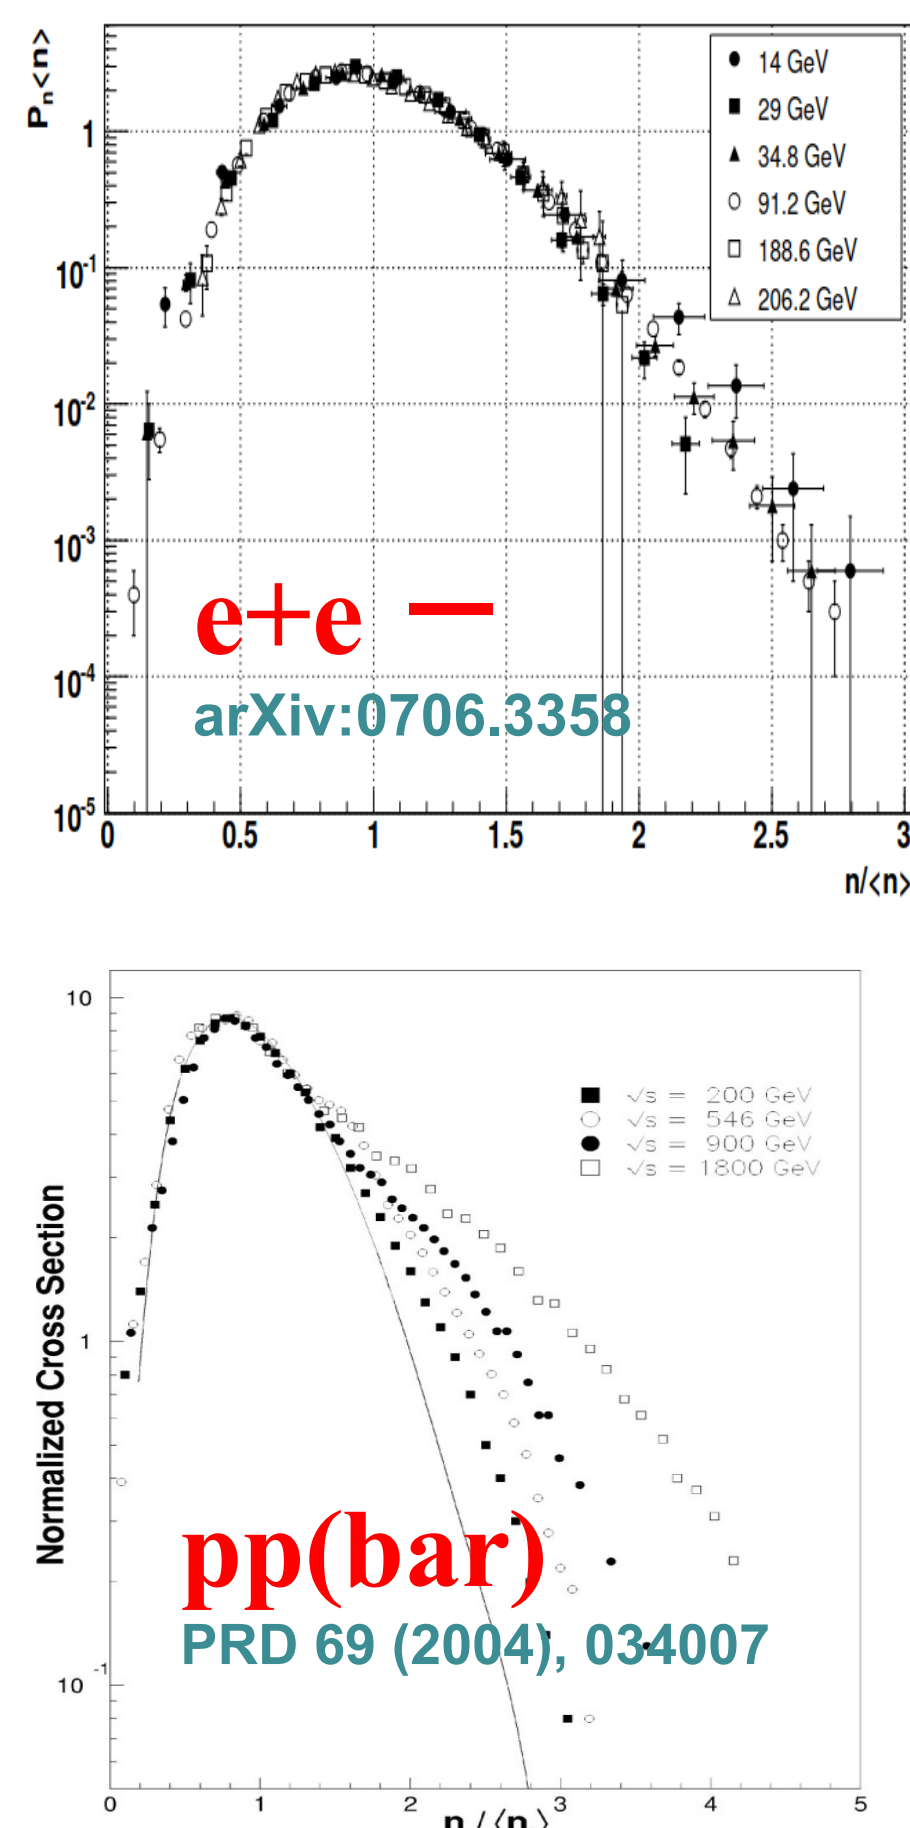 P_n<n>
14 GeV
29 GeV
34.8 GeV
91.2 GeV
188.6 GeV
206.2 GeV
1
10^-1
10^-2
10^-3
10^-4
10^-5
e+e –
arXiv:0706.3358
0 0.5 1 1.5 2 2.5 3
n/<n>
10
1
10^-1
Normalized Cross Section
√s = 200 GeV
√s = 546 GeV
√s = 900 GeV
√s = 1800 GeV
pp(bar)
PRD 69 (2004), 034007
0 1 2 3 4 5
n/⟨n⟩